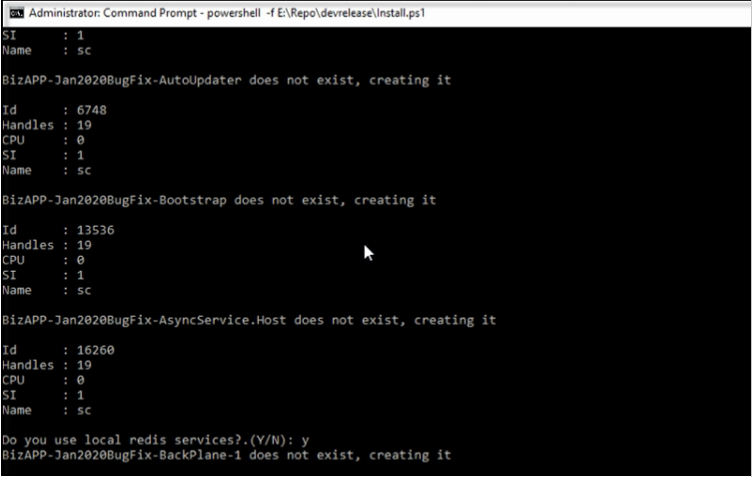 Administrator: Command Prompt - powershell -f E:\Repo\devrelease\Install.ps1
SI : 1
Name : sc
BizAPP-Jan2020BugFix-AutoUpdater does not exist, creating it
Id : 6748
Handles : 19
CPU : 0
SI : 1
Name : sc
BizAPP-Jan2020BugFix-Bootstrap does not exist, creating it
Id : 13536
Handles : 19
CPU : 0
SI : 1
Name : sc
BizAPP-Jan2020BugFix-AsyncService.Host does not exist, creating it
Id : 16260
Handles : 19
CPU : 0
SI : 1
Name : sc
Do you use local redis services?.(Y/N): y
BizAPP-Jan2020BugFix-BackPlane-1 does not exist, creating it